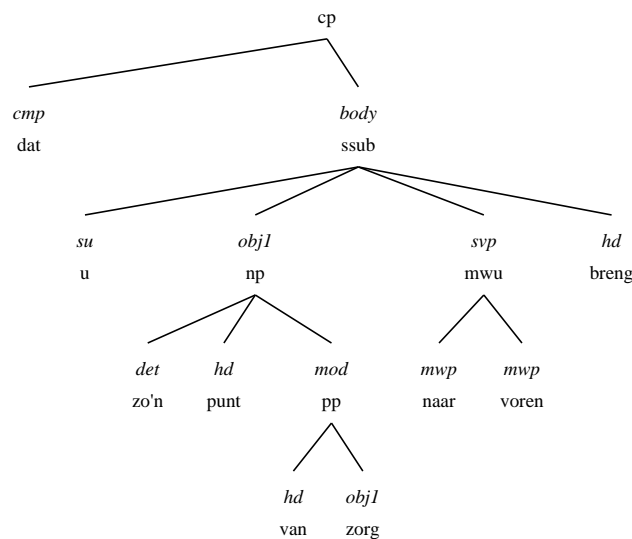 cp
cmp body
dat ssub
su obj1 svp hd
u np mwu breng
det hd mod mwp mwp
zo'n punt pp naar voren
hd obj1
van zorg